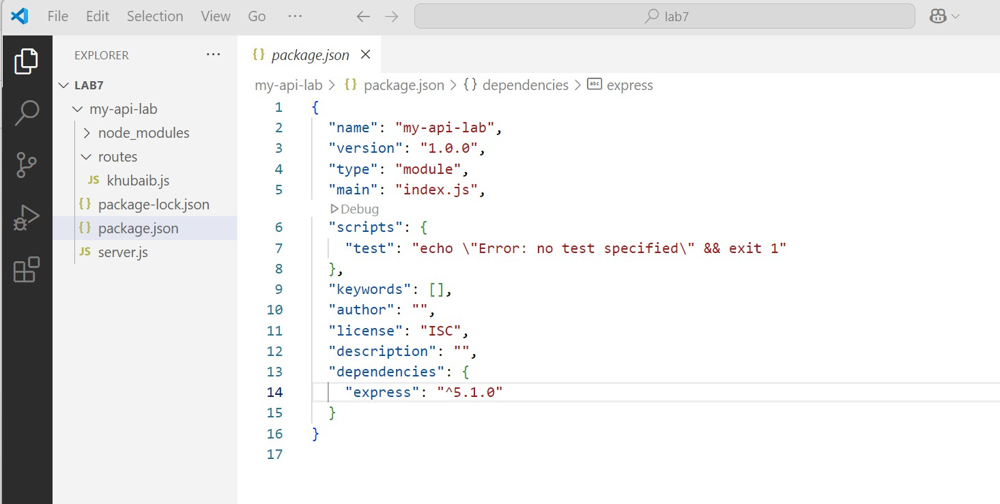 File Edit Selection View Go ··· lab7
EXPLORER ···
LAB7
my-api-lab
node_modules
routes
JS khubaib.js
{} package-lock.json
{} package.json
JS server.js
{} package.json ×
my-api-lab > {} package.json > {} dependencies > abc express
1 {
2 "name": "my-api-lab",
3 "version": "1.0.0",
4 "type": "module",
5 "main": "index.js",
Debug
6 "scripts": {
7 "test": "echo \"Error: no test specified\" && exit 1"
8 },
9 "keywords": [],
10 "author": "",
11 "license": "ISC",
12 "description": "",
13 "dependencies": {
14 "express": "^5.1.0"
15 }
16 }
17